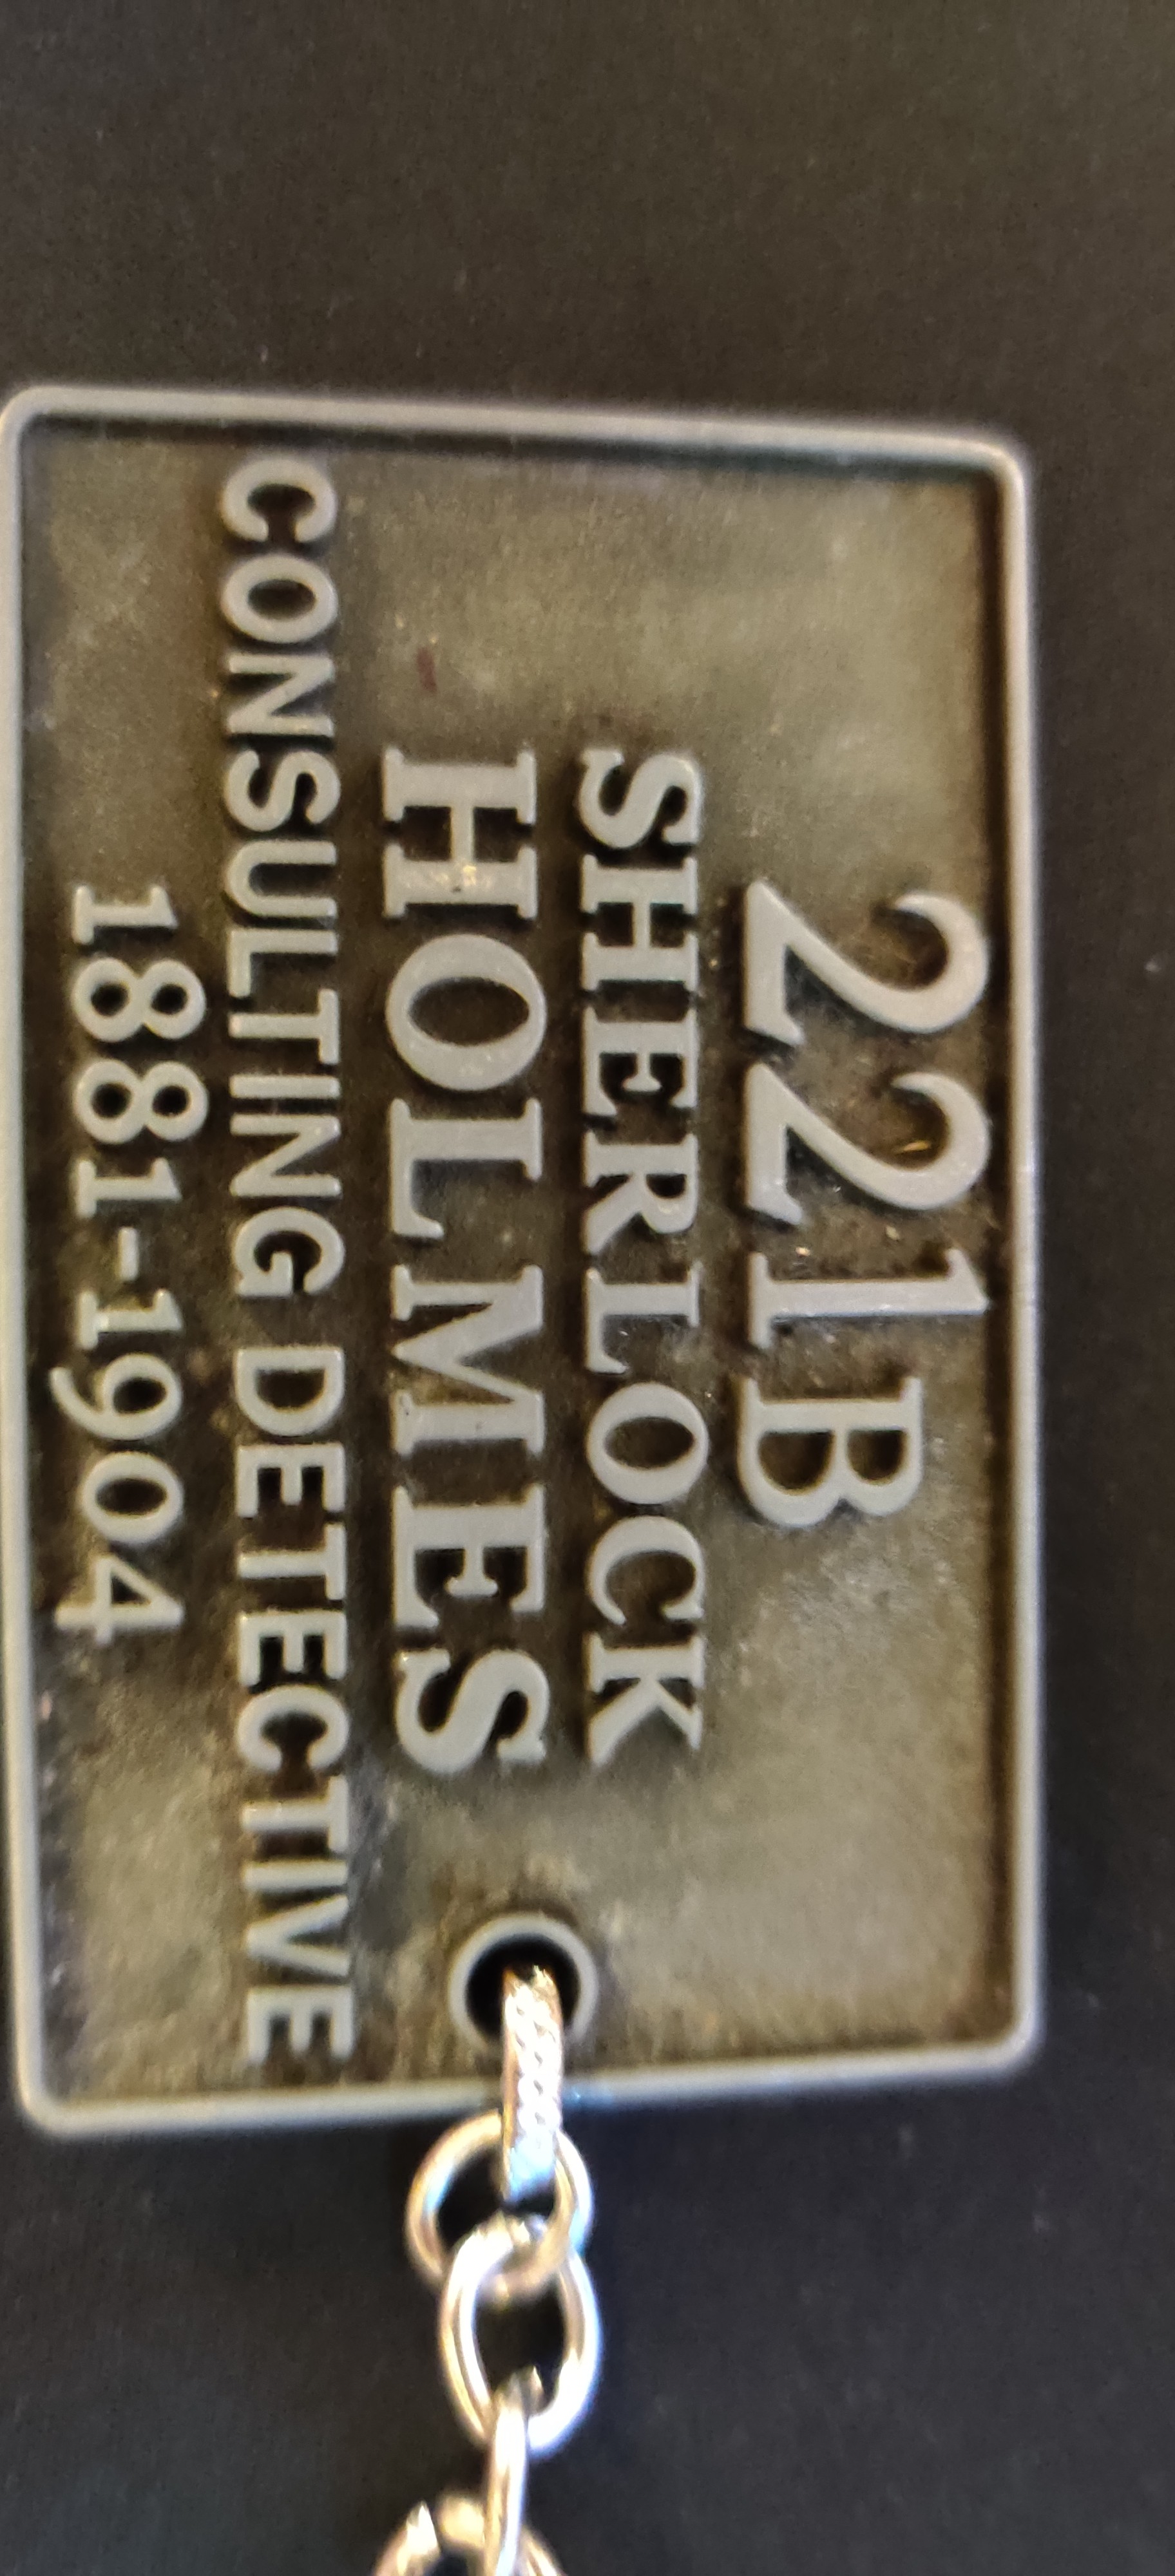 221B
SHERLOCK
HOLMES
CONSULTING DETECTIVE
1881-1904